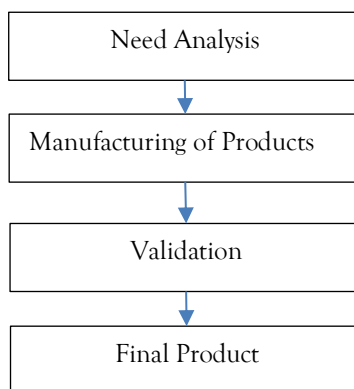 Need Analysis
Manufacturing of Products
Validation
Final Product